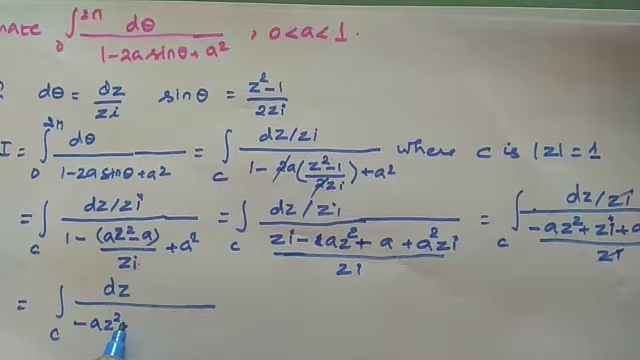 nate ∫₀^2π dθ / (1-2a sinθ + a²) , 0<a<1.
dθ = dz/zi   sinθ = (z²-1)/2zi
I = ∫₀^2π dθ / (1-2a sinθ + a²) = ∫_C (dz/zi) / (1 - 2a((z²-1)/2zi) + a²) where c is |z| = 1
= ∫_C (dz/zi) / (1 - (az²-a)/zi + a²) = ∫_C (dz/zi) / ((zi - az² + a + a²zi)/zi) = ∫_C (dz/zi) / ((-az² + zi + a)/zi)
= ∫_C dz / (-az²